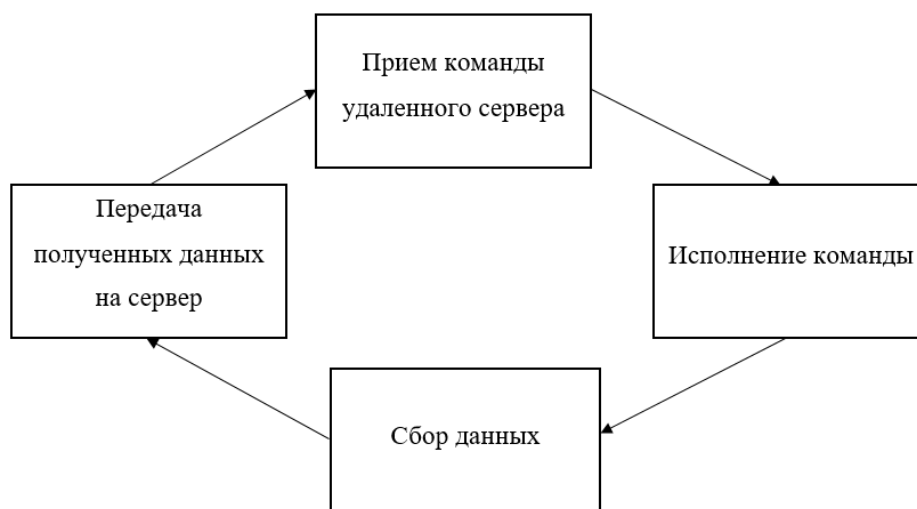 Прием команды
удаленного сервера
Передача
полученных данных
на сервер
Исполнение команды
Сбор данных